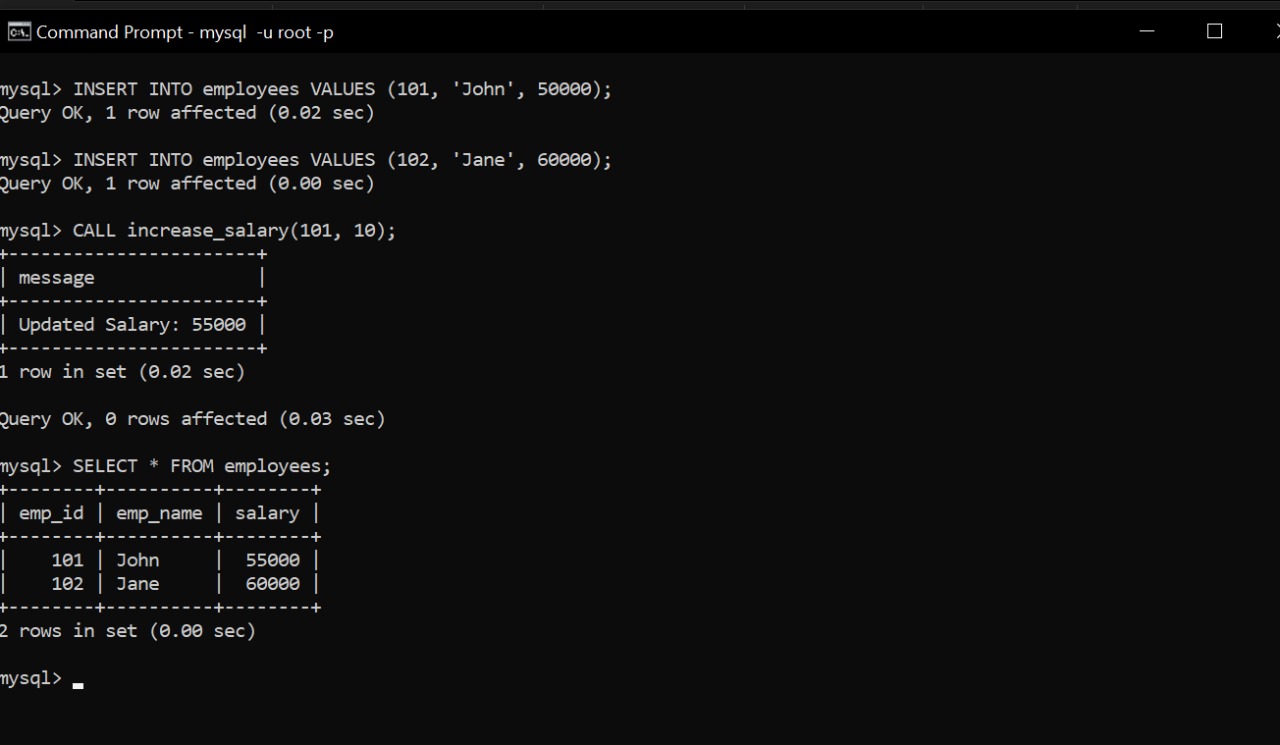 Command Prompt - mysql  -u root -p
mysql> INSERT INTO employees VALUES (101, 'John', 50000);
Query OK, 1 row affected (0.02 sec)
mysql> INSERT INTO employees VALUES (102, 'Jane', 60000);
Query OK, 1 row affected (0.00 sec)
mysql> CALL increase_salary(101, 10);
+-----------------------+
| message               |
+-----------------------+
| Updated Salary: 55000 |
+-----------------------+
1 row in set (0.02 sec)
Query OK, 0 rows affected (0.03 sec)
mysql> SELECT * FROM employees;
+--------+----------+--------+
| emp_id | emp_name | salary |
+--------+----------+--------+
|    101 | John     |  55000 |
|    102 | Jane     |  60000 |
+--------+----------+--------+
2 rows in set (0.00 sec)
mysql>